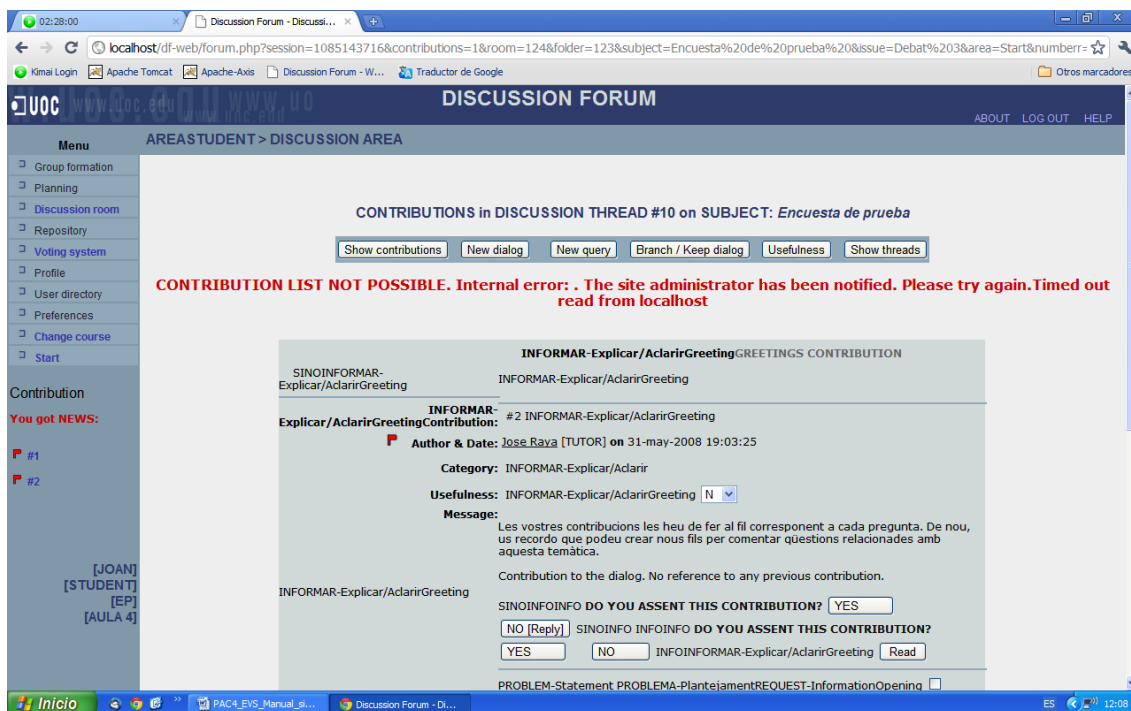 02:28:00
Discussion Forum - Discussi...
localhost/df-web/forum.php?session=1085143716&contributions=1&room=124&folder=123&subject=Encuesta%20de%20prueba%20&issue=Debat%203&area=Start&numberr=
Kimai Login Apache Tomcat Apache-Axis Discussion Forum - W... Traductor de Google Otros marcadores
UOC www.uoc.edu
DISCUSSION FORUM
ABOUT LOG OUT HELP
Menu
AREASTUDENT > DISCUSSION AREA
Group formation
Planning
Discussion room
Repository
Voting system
Profile
User directory
Preferences
Change course
Start
Contribution
You got NEWS:
#1
#2
[JOAN]
[STUDENT]
[EP]
[AULA 4]
CONTRIBUTIONS in DISCUSSION THREAD #10 on SUBJECT: Encuesta de prueba
Show contributions New dialog New query Branch / Keep dialog Usefulness Show threads
CONTRIBUTION LIST NOT POSSIBLE. Internal error: . The site administrator has been notified. Please try again.Timed out
read from localhost
INFORMAR-Explicar/AclarirGreetingGREETINGS CONTRIBUTION
SINOINFORMAR-
Explicar/AclarirGreeting
INFORMAR-Explicar/AclarirGreeting
INFORMAR-
Explicar/AclarirGreetingContribution:
#2 INFORMAR-Explicar/AclarirGreeting
Author & Date: Jose Raya [TUTOR] on 31-may-2008 19:03:25
Category: INFORMAR-Explicar/Aclarir
Usefulness: INFORMAR-Explicar/AclarirGreeting N
Message:
Les vostres contribucions les heu de fer al fil corresponent a cada pregunta. De nou,
us recordo que podeu crear nous fils per comentar qüestions relacionades amb
aquesta temàtica.
Contribution to the dialog. No reference to any previous contribution.
INFORMAR-Explicar/AclarirGreeting
SINOINFOINFO DO YOU ASSENT THIS CONTRIBUTION? YES
NO [Reply] SINOINFO INFOINFO DO YOU ASSENT THIS CONTRIBUTION?
YES NO INFOINFORMAR-Explicar/AclarirGreeting Read
PROBLEM-Statement PROBLEMA-PlantejamentREQUEST-InformationOpening
Inicio PAC4_EVS_Manual_si... Discussion Forum - Di... ES 12:08